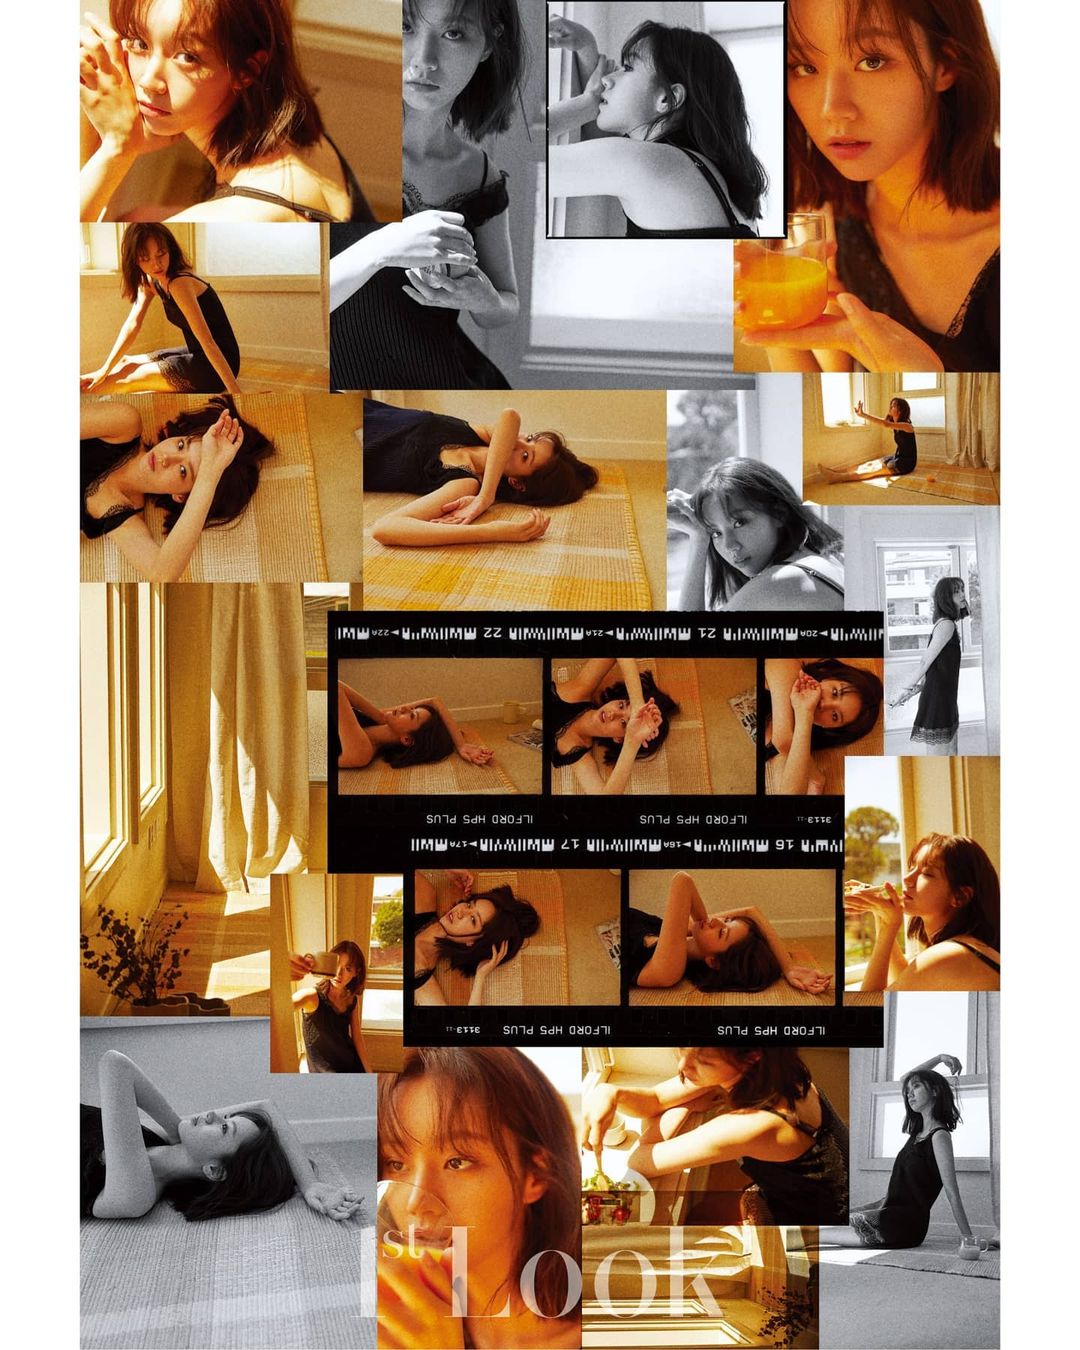 22A 22 21A 21 20A
ILFORD HP5 PLUS ILFORD HP5 PLUS 3113-11
17A 17 16A 16
3113-11 ILFORD HP5 PLUS ILFORD HP5 PLUS
1st Look